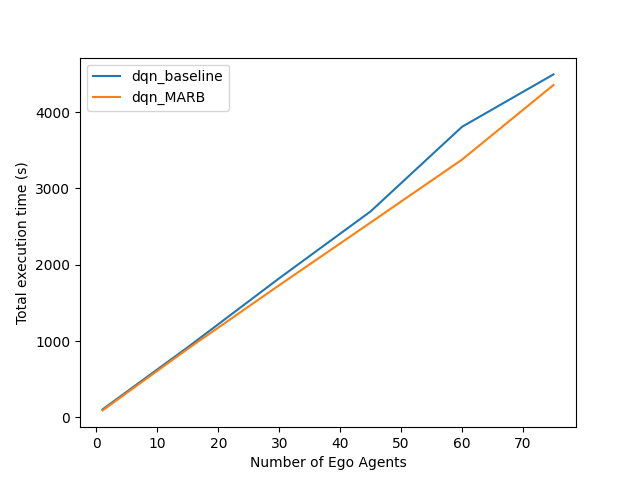 dqn_baseline
dqn_MARB
Total execution time (s)
4000
3000
2000
1000
0
0 10 20 30 40 50 60 70
Number of Ego Agents